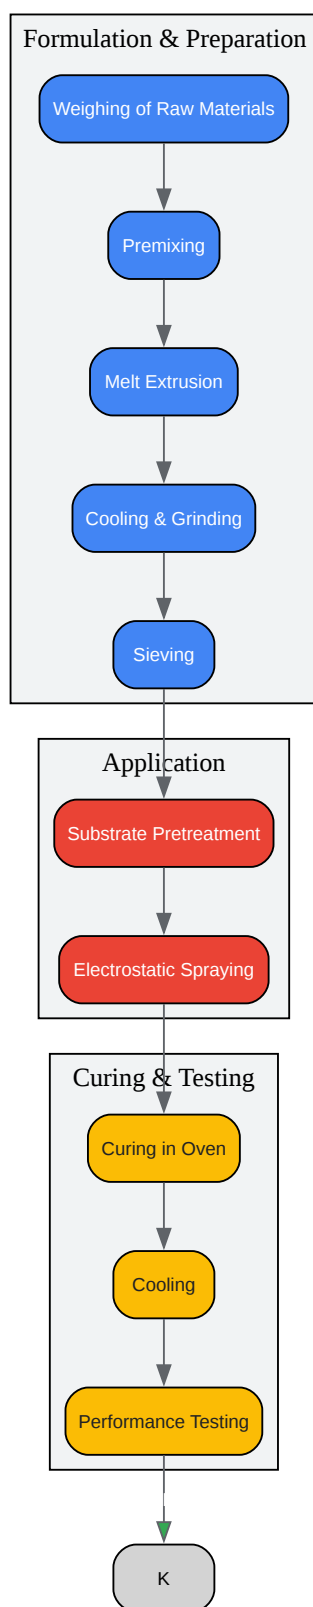 Formulation & Preparation
Weighing of Raw Materials
Premixing
Melt Extrusion
Cooling & Grinding
Sieving
Application
Substrate Pretreatment
Electrostatic Spraying
Curing & Testing
Curing in Oven
Cooling
Performance Testing
K